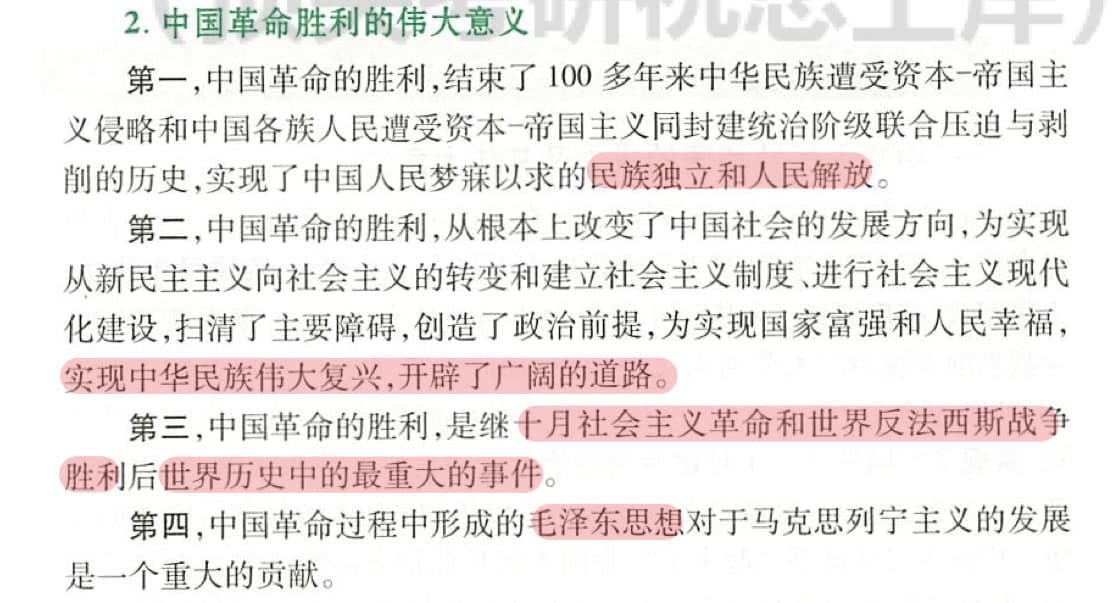 2. 中国革命胜利的伟大意义
第一,中国革命的胜利,结束了 100 多年来中华民族遭受资本-帝国主
义侵略和中国各族人民遭受资本-帝国主义同封建统治阶级联合压迫与剥
削的历史,实现了中国人民梦寐以求的民族独立和人民解放。
第二,中国革命的胜利,从根本上改变了中国社会的发展方向,为实现
从新民主主义向社会主义的转变和建立社会主义制度、进行社会主义现代
化建设,扫清了主要障碍,创造了政治前提,为实现国家富强和人民幸福,
实现中华民族伟大复兴,开辟了广阔的道路。
第三,中国革命的胜利,是继十月社会主义革命和世界反法西斯战争
胜利后世界历史中的最重大的事件。
第四,中国革命过程中形成的毛泽东思想对于马克思列宁主义的发展
是一个重大的贡献。